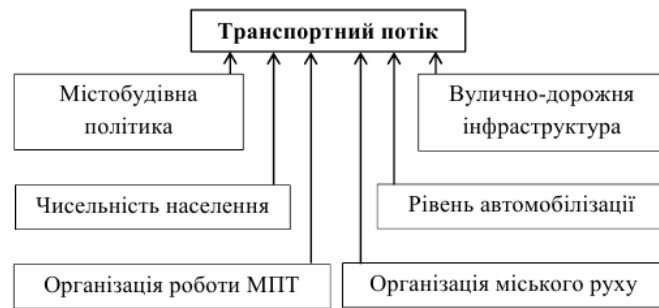 Транспортний потік
Містобудівна
політика
Вулично-дорожня
інфраструктура
Чисельність населення
Рівень автомобілізації
Організація роботи МПТ
Організація міського руху